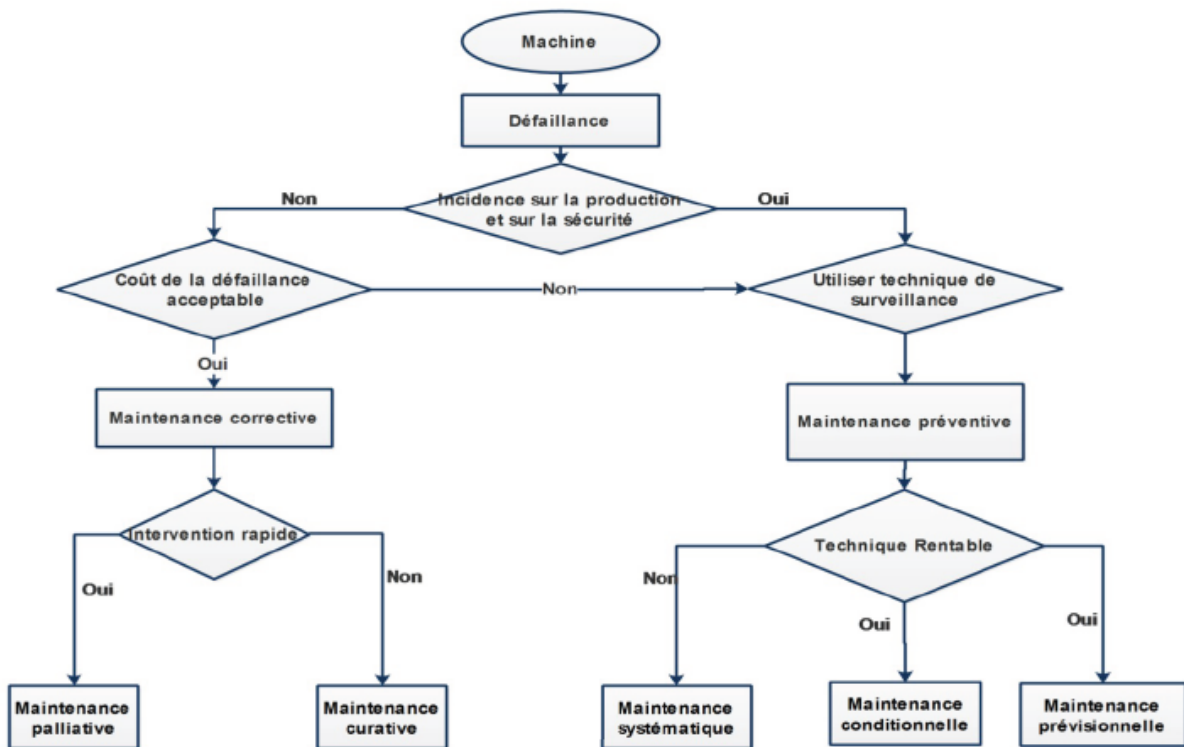 Machine
Défaillance
Incidence sur la production
et sur la sécurité
Non
Oui
Coût de la défaillance
acceptable
Non
Utiliser technique de
surveillance
Oui
Maintenance corrective
Maintenance préventive
Intervention rapide
Technique Rentable
Oui
Non
Non
Oui
Oui
Maintenance
palliative
Maintenance
curative
Maintenance
systématique
Maintenance
conditionnelle
Maintenance
prévisionnelle